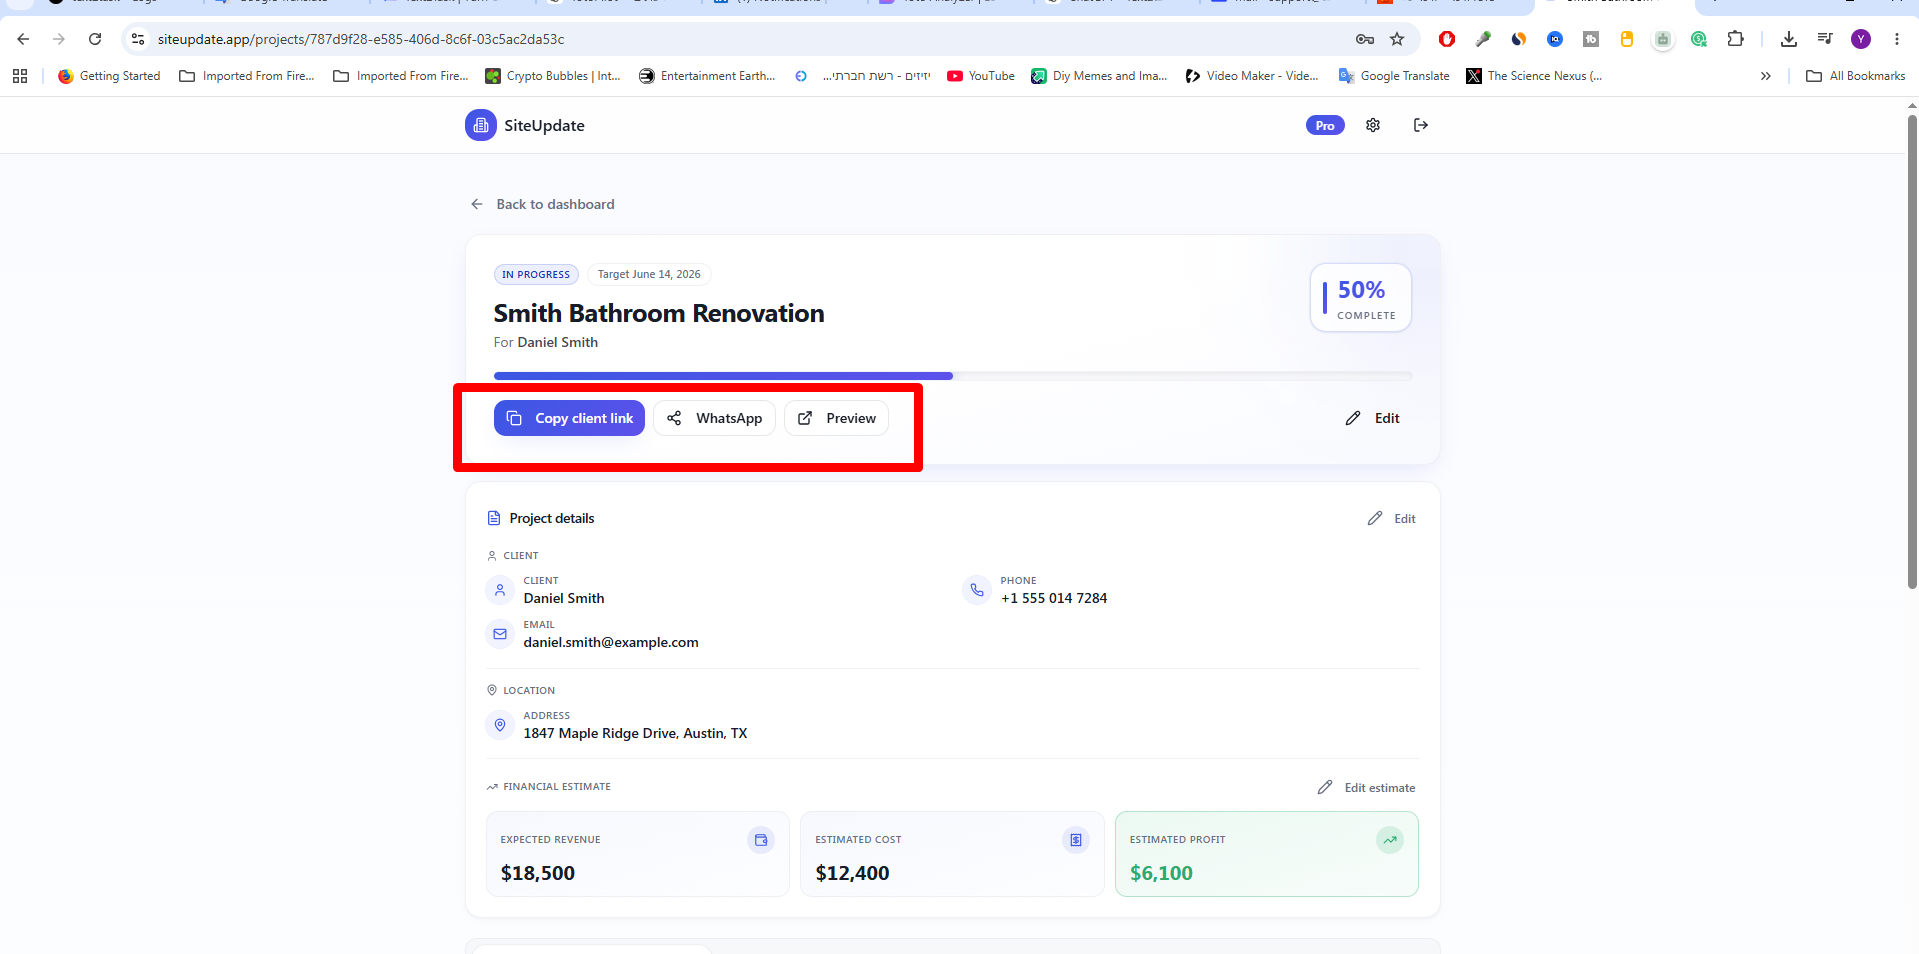 siteupdate.app/projects/787d9f28-e585-406d-8c6f-03c5ac2da53c
Getting Started
Imported From Fire...
Imported From Fire...
Crypto Bubbles | Int...
Entertainment Earth...
יזיזים - רשת חברתי...
YouTube
Diy Memes and Ima...
Video Maker - Vide...
Google Translate
The Science Nexus (...
All Bookmarks
SiteUpdate
Pro
Back to dashboard
IN PROGRESS
Target June 14, 2026
50%
COMPLETE
Smith Bathroom Renovation
For Daniel Smith
Copy client link
WhatsApp
Preview
Edit
Project details
Edit
CLIENT
CLIENT
Daniel Smith
PHONE
+1 555 014 7284
EMAIL
daniel.smith@example.com
LOCATION
ADDRESS
1847 Maple Ridge Drive, Austin, TX
FINANCIAL ESTIMATE
Edit estimate
EXPECTED REVENUE
$18,500
ESTIMATED COST
$12,400
ESTIMATED PROFIT
$6,100